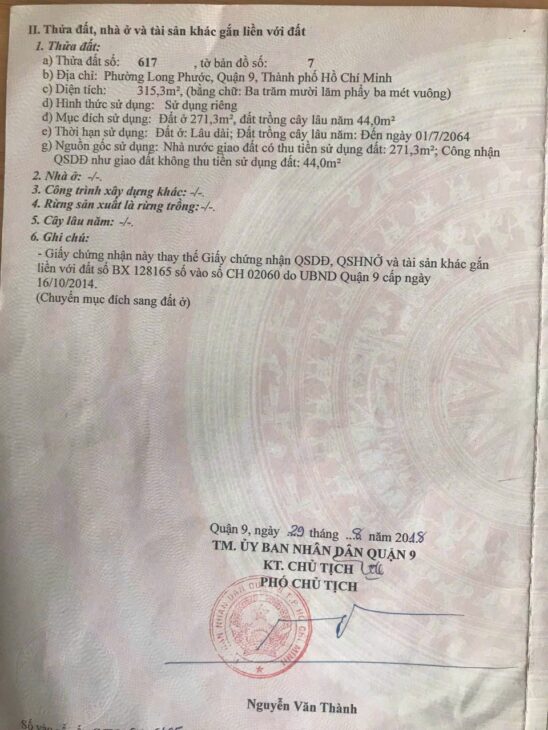 II. Thửa đất, nhà ở và tài sản khác gắn liền với đất
1. Thửa đất:
a) Thửa đất số: 617 , tờ bản đồ số: 7
b) Địa chỉ: Phường Long Phước, Quận 9, Thành phố Hồ Chí Minh
c) Diện tích: 315,3m², (bằng chữ: Ba trăm mười lăm phẩy ba mét vuông)
d) Hình thức sử dụng: Sử dụng riêng
đ) Mục đích sử dụng: Đất ở 271,3m², đất trồng cây lâu năm 44,0m²
e) Thời hạn sử dụng: Đất ở: Lâu dài; Đất trồng cây lâu năm: Đến ngày 01/7/2064
g) Nguồn gốc sử dụng: Nhà nước giao đất có thu tiền sử dụng đất: 271,3m²; Công nhận
QSDĐ như giao đất không thu tiền sử dụng đất: 44,0m²
2. Nhà ở: -/-.
3. Công trình xây dựng khác: -/-.
4. Rừng sản xuất là rừng trồng:-/-.
5. Cây lâu năm: -/-.
6. Ghi chú:
- Giấy chứng nhận này thay thế Giấy chứng nhận QSDĐ, QSHNỞ và tài sản khác gắn
liền với đất số BX 128165 số vào sổ CH 02060 do UBND Quận 9 cấp ngày
16/10/2014.
(Chuyển mục đích sang đất ở)
Quận 9, ngày 29 tháng ..8 năm 2018
TM. ỦY BAN NHÂN DÂN QUẬN 9
KT. CHỦ TỊCH
PHÓ CHỦ TỊCH
Nguyễn Văn Thành
Số vào